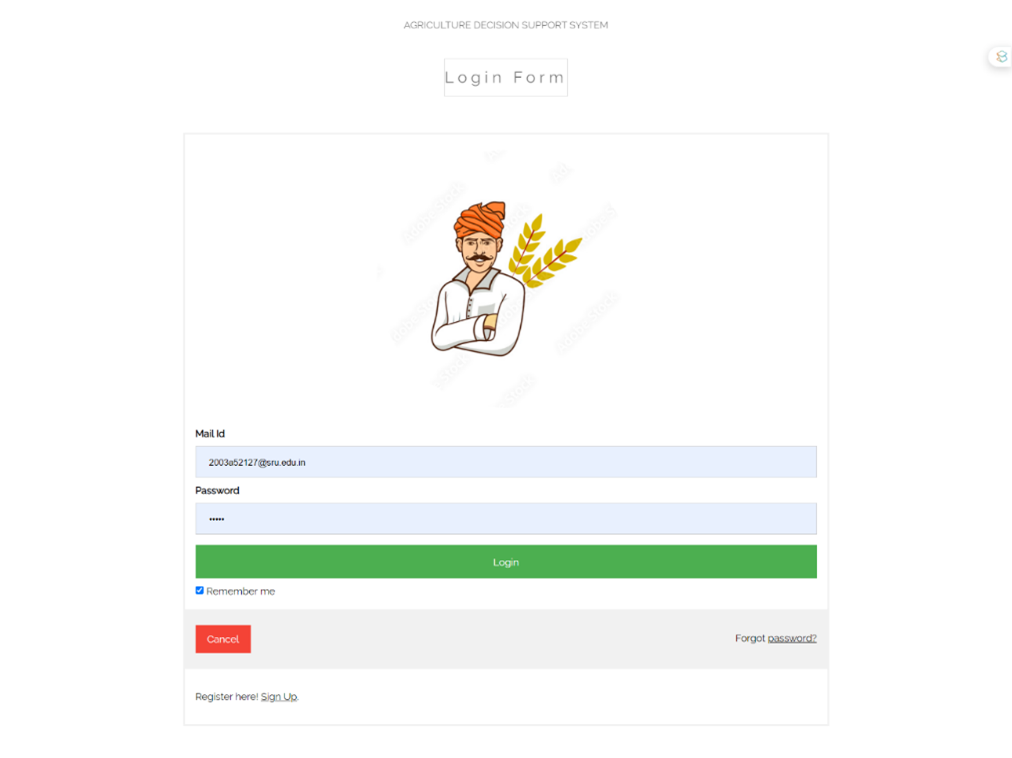 AGRICULTURE DECISION SUPPORT SYSTEM
Login Form
Mail Id
2003a52127@sru.edu.in
Password
•••••
Login
Remember me
Cancel
Forgot password?
Register here! Sign Up.